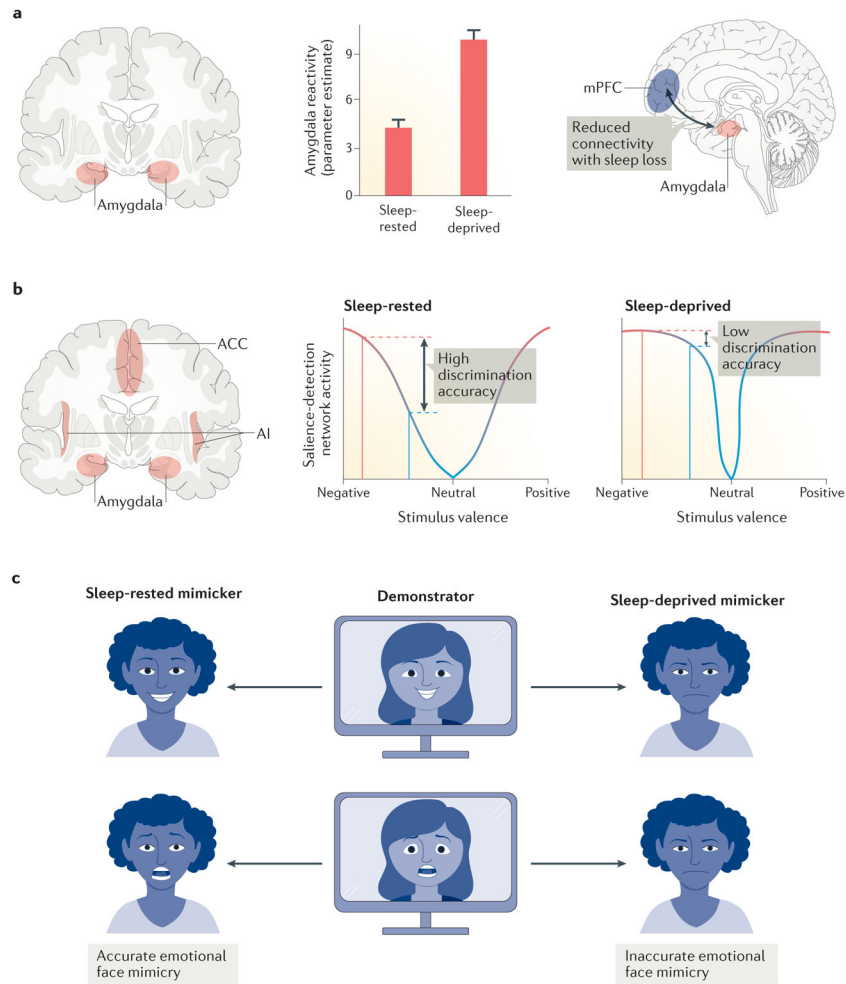 a
Amygdala
Amygdala reactivity
(parameter estimate)
9
6
3
0
Sleep-
rested
Sleep-
deprived
mPFC
Reduced
connectivity
with sleep loss
Amygdala
b
ACC
AI
Amygdala
Sleep-rested
Salience-detection
network activity
High
discrimination
accuracy
Negative
Neutral
Positive
Stimulus valence
Sleep-deprived
Low
discrimination
accuracy
Negative
Neutral
Positive
Stimulus valence
c
Sleep-rested mimicker
Demonstrator
Sleep-deprived mimicker
Accurate emotional
face mimicry
Inaccurate emotional
face mimicry